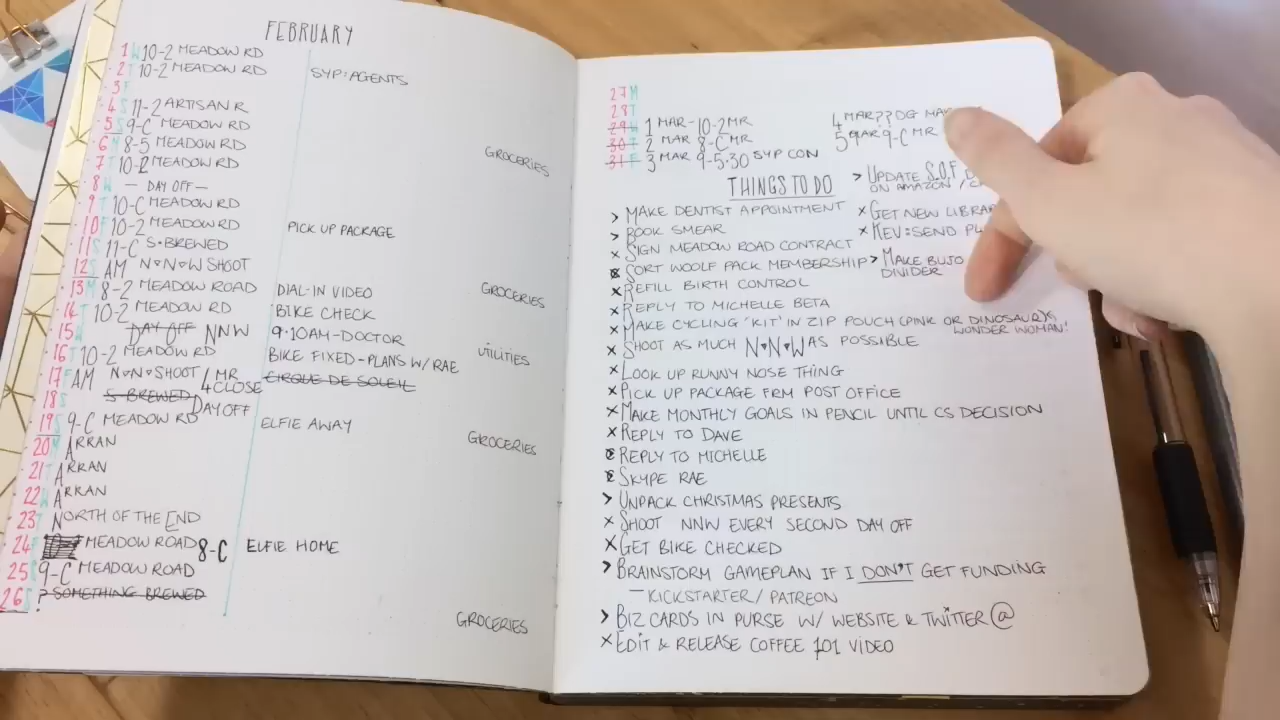 FEBRUARY
1 W 10-2 MEADOW RD
2 T 10-2 MEADOW RD SYP: AGENTS
3 F
4 S 11-2 ARTISAN R
5 S 9-C MEADOW RD
6 M 8-5 MEADOW RD GROCERIES
7 T 10-2 MEADOW RD
8 W - DAY OFF -
9 T 10-C MEADOW RD
10 F 10-2 MEADOW RD PICK UP PACKAGE
11 S 11-C S. BREWED
12 S AM N•N•W SHOOT
13 M 8-2 MEADOW ROAD DIAL-IN VIDEO GROCERIES
14 T 10-2 MEADOW RD BIKE CHECK
15 W DAY OFF NNW 9.10AM-DOCTOR
16 T 10-2 MEADOW RD BIKE FIXED-PLANS W/ RAE UTILITIES
17 F AM N•N•SHOOT / MR 4 CLOSE CIRQUE DE SOLEIL
18 S S BREWED DAY OFF
19 S 9-C MEADOW RD ELFIE AWAY
20 M ARRAN GROCERIES
21 T ARRAN
22 W ARRAN
23 T NORTH OF THE END
24 F MEADOW ROAD 8-C ELFIE HOME
25 S 9-C MEADOW ROAD
26 S ? SOMETHING BREWED
GROCERIES
27 M
28 T
29 W 1 MAR-10-2MR 4 MAR?? DG
30 T 2 MAR 8-C MR 5 MAR 9-C MR
31 F 3 MAR 9-5.30 SYP CON
THINGS TO DO
> MAKE DENTIST APPOINTMENT
> BOOK SMEAR
x SIGN MEADOW ROAD CONTRACT
x SORT WOOLF PACK MEMBERSHIP
x REFILL BIRTH CONTROL
x REPLY TO MICHELLE BETA
x MAKE CYCLING 'KIT' IN ZIP POUCH (PINK OR DINOSAURS)
WONDER WOMAN!
x SHOOT AS MUCH N•N•W AS POSSIBLE
x LOOK UP RUNNY NOSE THING
x PICK UP PACKAGE FRM POST OFFICE
x MAKE MONTHLY GOALS IN PENCIL UNTIL CS DECISION
x REPLY TO DAVE
x REPLY TO MICHELLE
x SKYPE RAE
> UNPACK CHRISTMAS PRESENTS
x SHOOT NNW EVERY SECOND DAY OFF
x GET BIKE CHECKED
> BRAINSTORM GAMEPLAN IF I DON'T GET FUNDING
- KICKSTARTER / PATREON
> BIZ CARDS IN PURSE W/ WEBSITE & TWITTER @
x EDIT & RELEASE COFFEE 101 VIDEO
> UPDATE S.O.F
ON AMAZON /
x GET NEW
x KEV: SEND
> MAKE BUJO
DIVIDER